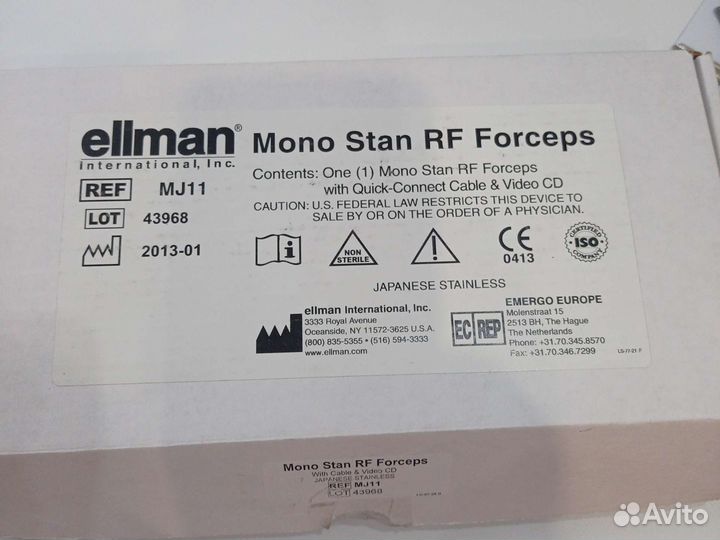 ellman®
international, Inc.
Mono Stan RF Forceps
Contents: One (1) Mono Stan RF Forceps
with Quick-Connect Cable & Video CD
CAUTION: U.S. FEDERAL LAW RESTRICTS THIS DEVICE TO
SALE BY OR ON THE ORDER OF A PHYSICIAN.
REF MJ11
LOT 43968
2013-01
i
NON
STERILE
!
CE
0413
CERTIFIED
ISO
COMPANY
JAPANESE STAINLESS
ellman International, Inc.
3333 Royal Avenue
Oceanside, NY 11572-3625 U.S.A.
(800) 835-5355 • (516) 594-3333
www.ellman.com
EC REP
EMERGO EUROPE
Molenstraat 15
2513 BH, The Hague
The Netherlands
Phone: +31.70.345.8570
Fax: +31.70.346.7299
Mono Stan RF Forceps
With Cable & Video CD
JAPANESE STAINLESS
REF MJ11
LOT 43968
Avito